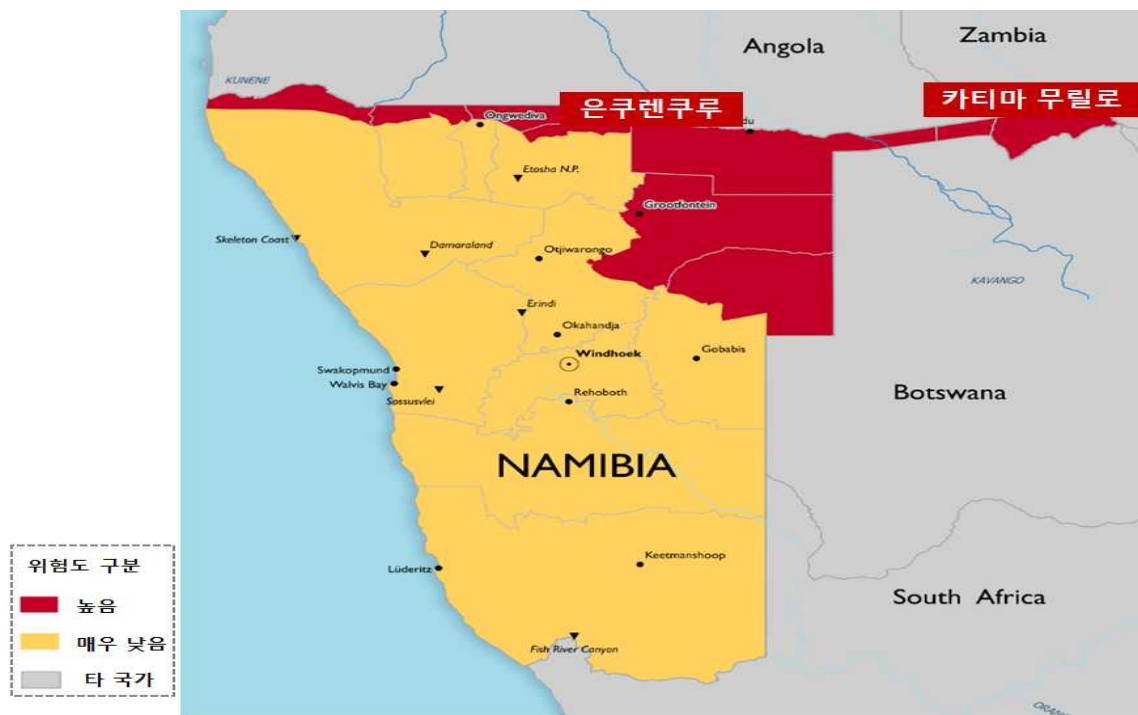 Angola
Zambia
KUNENE
은쿠렌쿠루
카티마 무릴로
Ongwediva
du
Etosha N.P.
Grootfontein
Skeleton Coast
Damaraland
Otjiwarongo
KAVANGO
Erindi
Okahandja
Windhoek
Gobabis
Swakopmund
Walvis Bay
Sossusvlei
Rehoboth
Botswana
NAMIBIA
위험도 구분
높음
매우 낮음
타 국가
Lüderitz
Keetmanshoop
South Africa
Fish River Canyon
ORAN